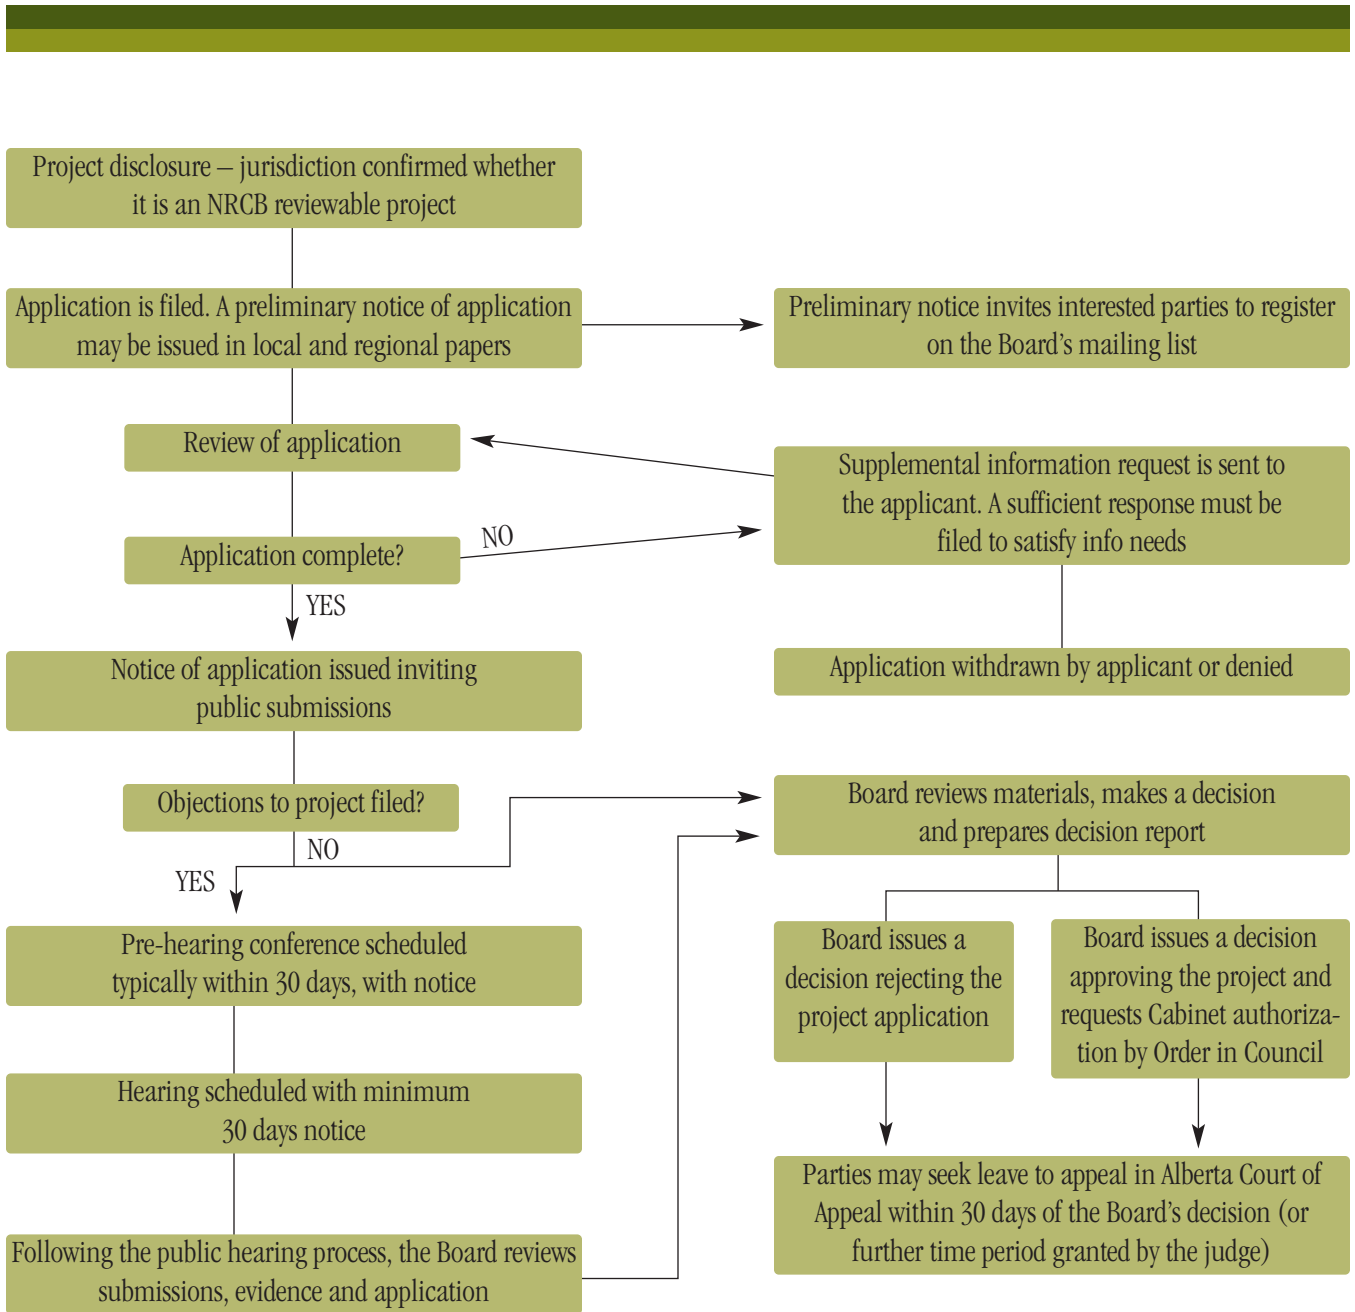 Project disclosure – jurisdiction confirmed whether
it is an NRCB reviewable project
Application is filed. A preliminary notice of application
may be issued in local and regional papers
Preliminary notice invites interested parties to register
on the Board’s mailing list
Review of application
Supplemental information request is sent to
the applicant. A sufficient response must be
filed to satisfy info needs
Application complete?
NO
YES
Application withdrawn by applicant or denied
Notice of application issued inviting
public submissions
Objections to project filed?
NO
YES
Board reviews materials, makes a decision
and prepares decision report
Pre-hearing conference scheduled
typically within 30 days, with notice
Board issues a
decision rejecting the
project application
Board issues a decision
approving the project and
requests Cabinet authoriza-
tion by Order in Council
Hearing scheduled with minimum
30 days notice
Parties may seek leave to appeal in Alberta Court of
Appeal within 30 days of the Board’s decision (or
further time period granted by the judge)
Following the public hearing process, the Board reviews
submissions, evidence and application